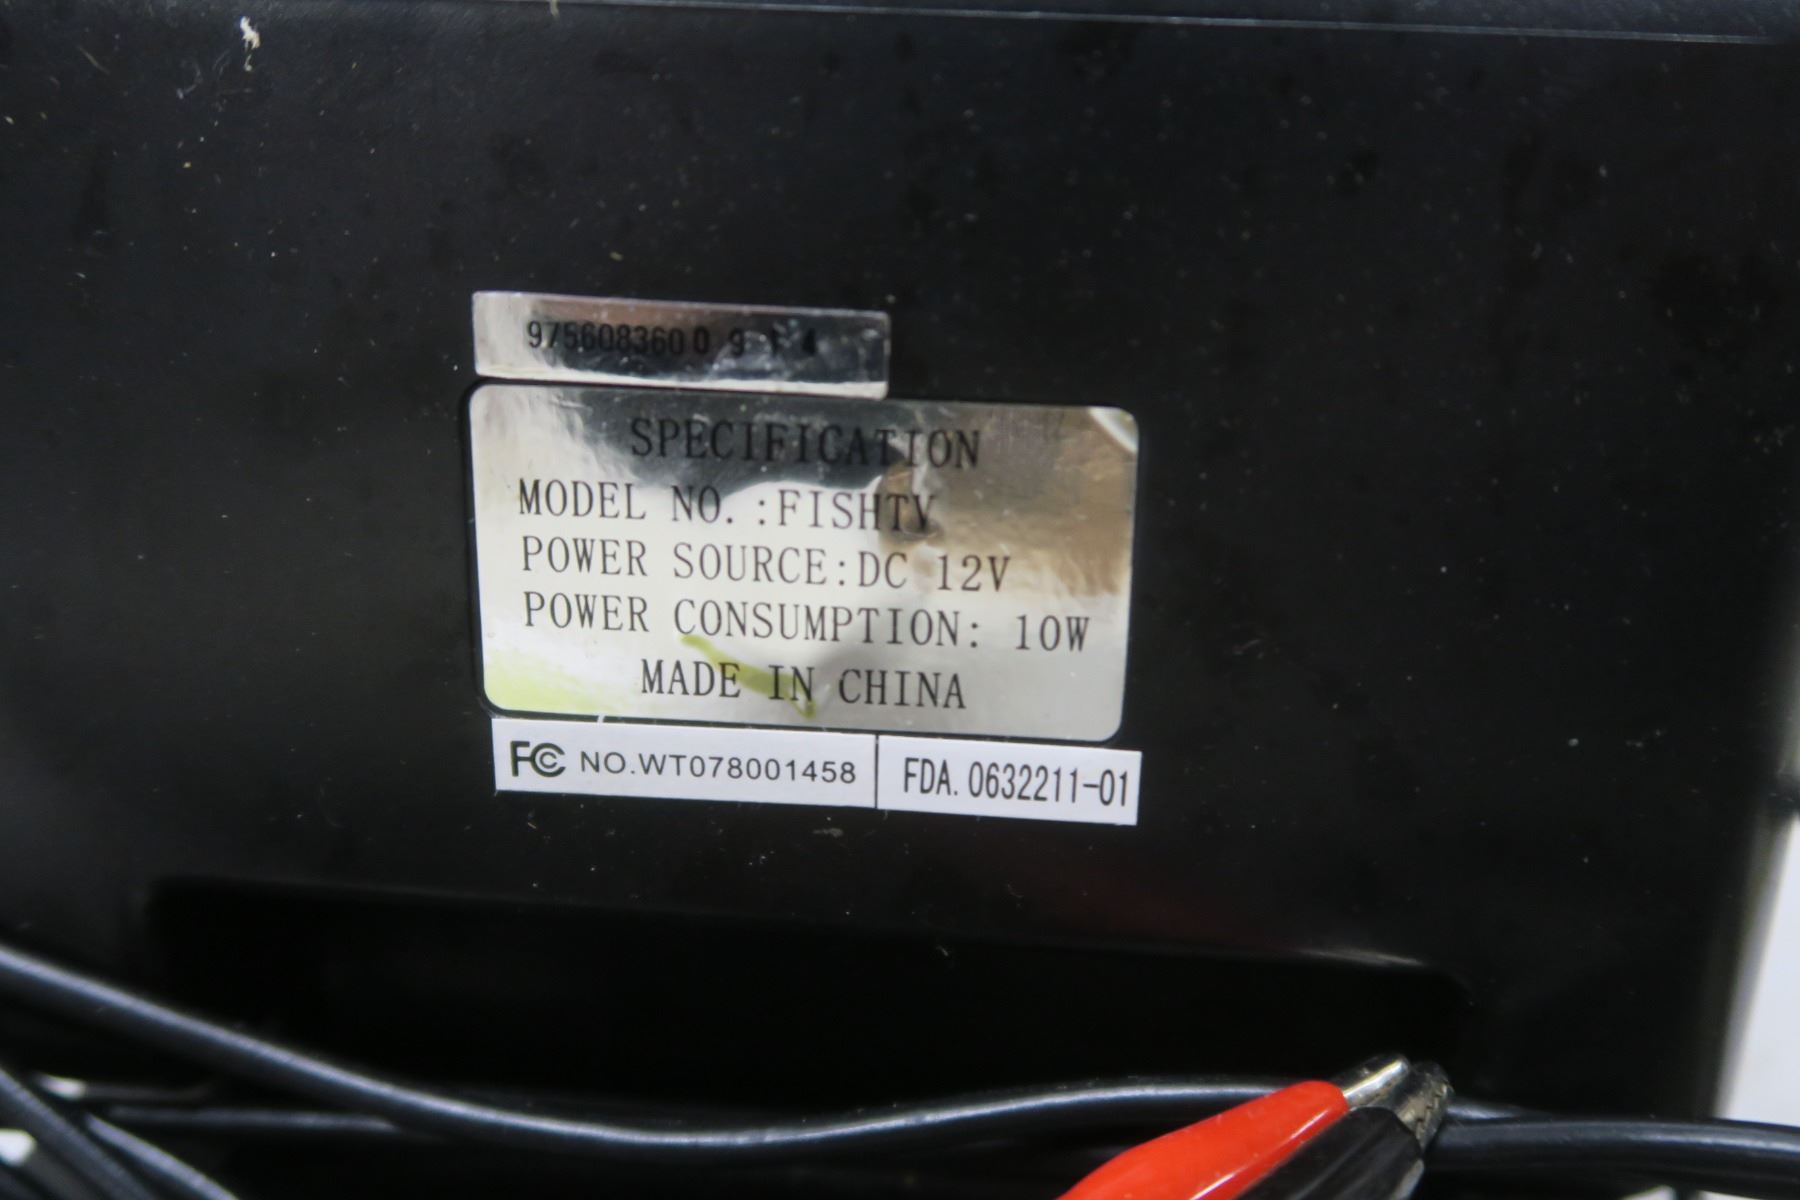 9756083600 9 1 4
SPECIFICATION
MODEL NO.:FISHTV
POWER SOURCE:DC 12V
POWER CONSUMPTION: 10W
MADE IN CHINA
FC NO.WT078001458
FDA. 0632211-01